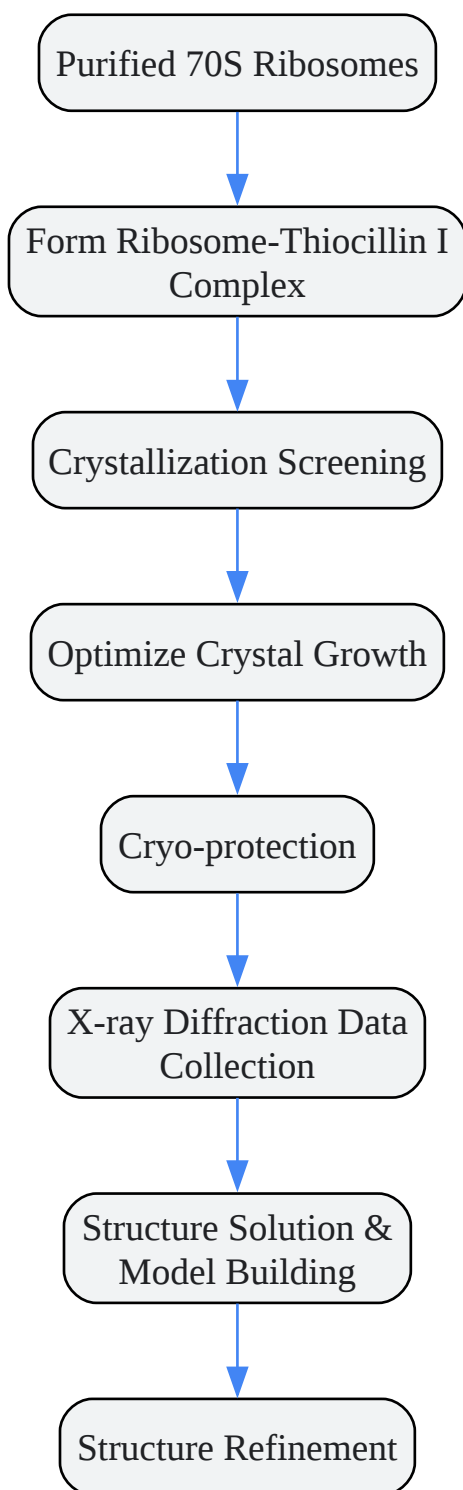 Purified 70S Ribosomes
Form Ribosome-Thiocillin I
Complex
Crystallization Screening
Optimize Crystal Growth
Cryo-protection
X-ray Diffraction Data
Collection
Structure Solution &
Model Building
Structure Refinement